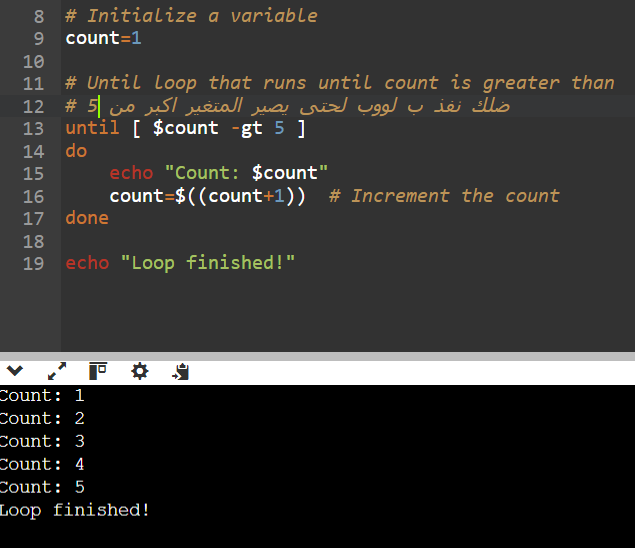 8 # Initialize a variable
9 count=1
10
11 # Until loop that runs until count is greater than
12 # ضلك نفذ ب لووب لحتى يصير المتغير اكبر من 5
13 until [ $count -gt 5 ]
14 do
15     echo "Count: $count"
16     count=$((count+1))  # Increment the count
17 done
18
19 echo "Loop finished!"
Count: 1
Count: 2
Count: 3
Count: 4
Count: 5
Loop finished!